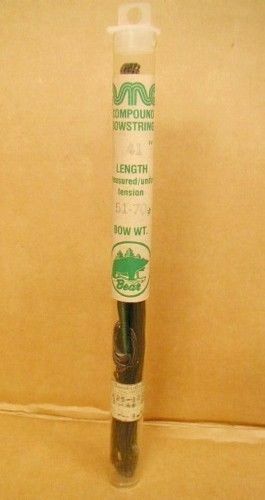 COMPOUND
BOWSTRING
41"
LENGTH
measured/under
tension
51-70#
BOW WT.
Bear